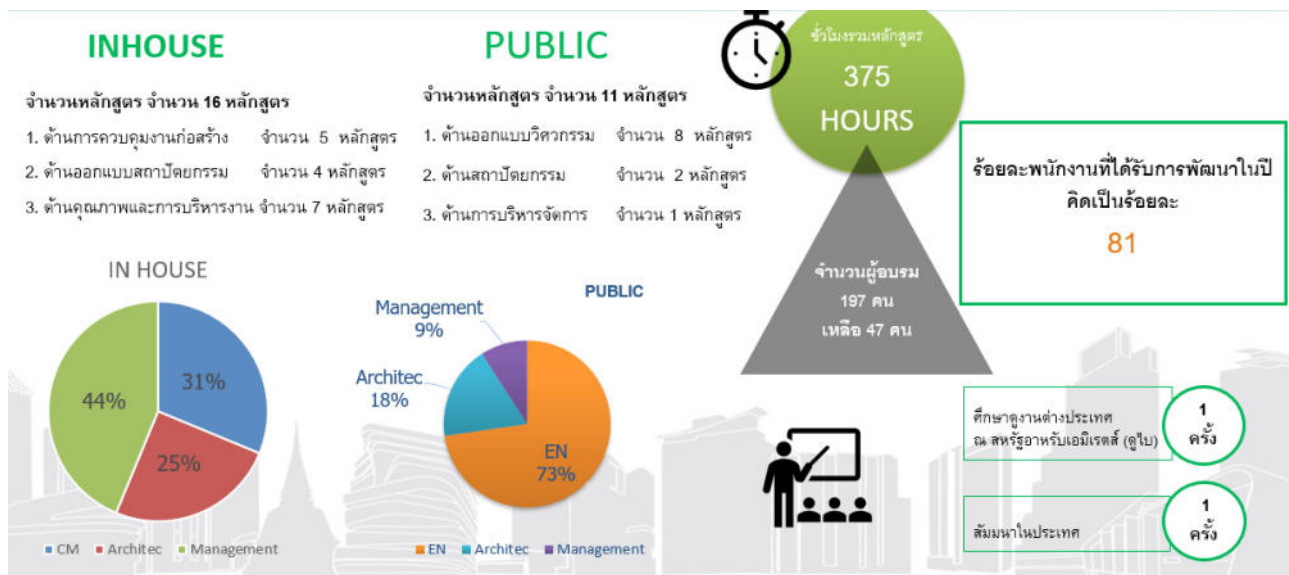 INHOUSE
จำนวนหลักสูตร จำนวน 16 หลักสูตร
1. ด้านการควบคุมงานก่อสร้าง จำนวน 5 หลักสูตร
2. ด้านออกแบบสถาปัตยกรรม จำนวน 4 หลักสูตร
3. ด้านคุณภาพและการบริหารงาน จำนวน 7 หลักสูตร
PUBLIC
จำนวนหลักสูตร จำนวน 11 หลักสูตร
1. ด้านออกแบบวิศวกรรม จำนวน 8 หลักสูตร
2. ด้านสถาปัตยกรรม จำนวน 2 หลักสูตร
3. ด้านการบริหารจัดการ จำนวน 1 หลักสูตร
ชั่วโมงรวมหลักสูตร
375
HOURS
จำนวนผู้อบรม
197 คน
เหลือ 47 คน
ร้อยละพนักงานที่ได้รับการพัฒนาในปี
คิดเป็นร้อยละ
81
IN HOUSE
44%
31%
25%
CM Architec Management
PUBLIC
Management
9%
Architec
18%
EN
73%
EN Architec Management
ศึกษาดูงานต่างประเทศ
ณ สหรัฐอาหรับเอมิเรตส์ (ดูไบ)
1
ครั้ง
สัมมนาในประเทศ
1
ครั้ง